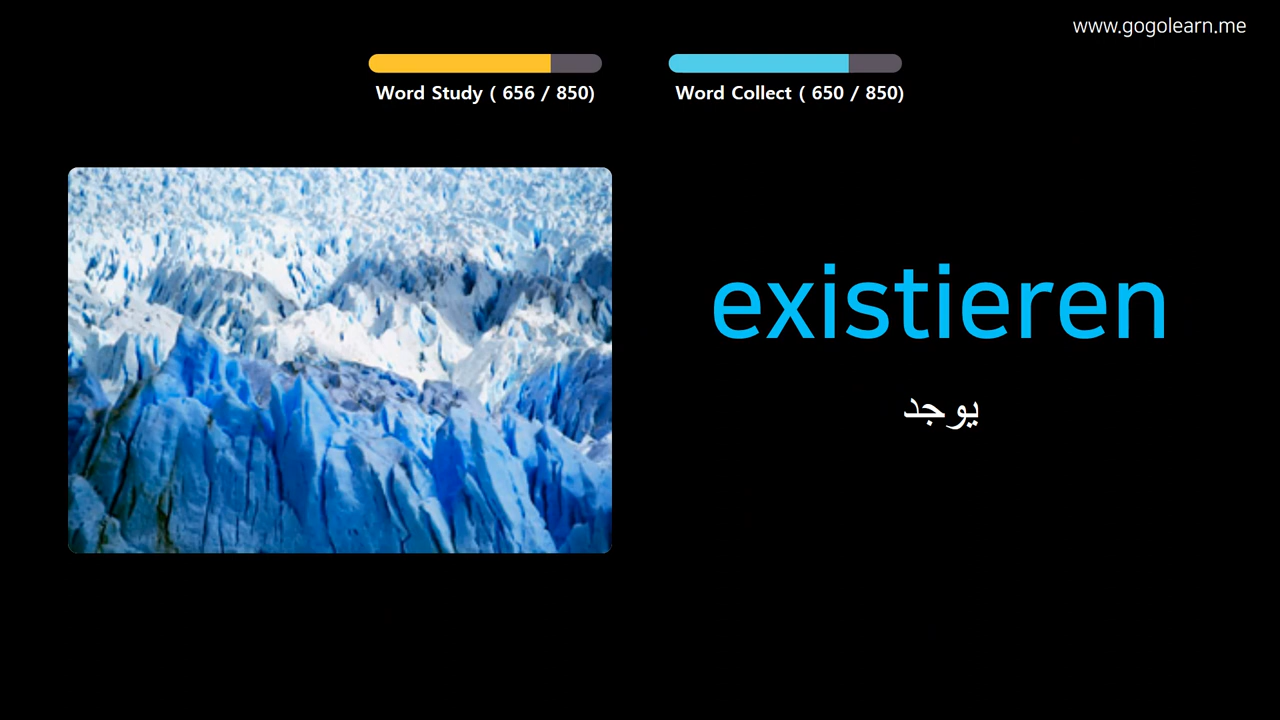 www.gogolearn.me
Word Study ( 656 / 850)
Word Collect ( 650 / 850)
existieren
يوجد